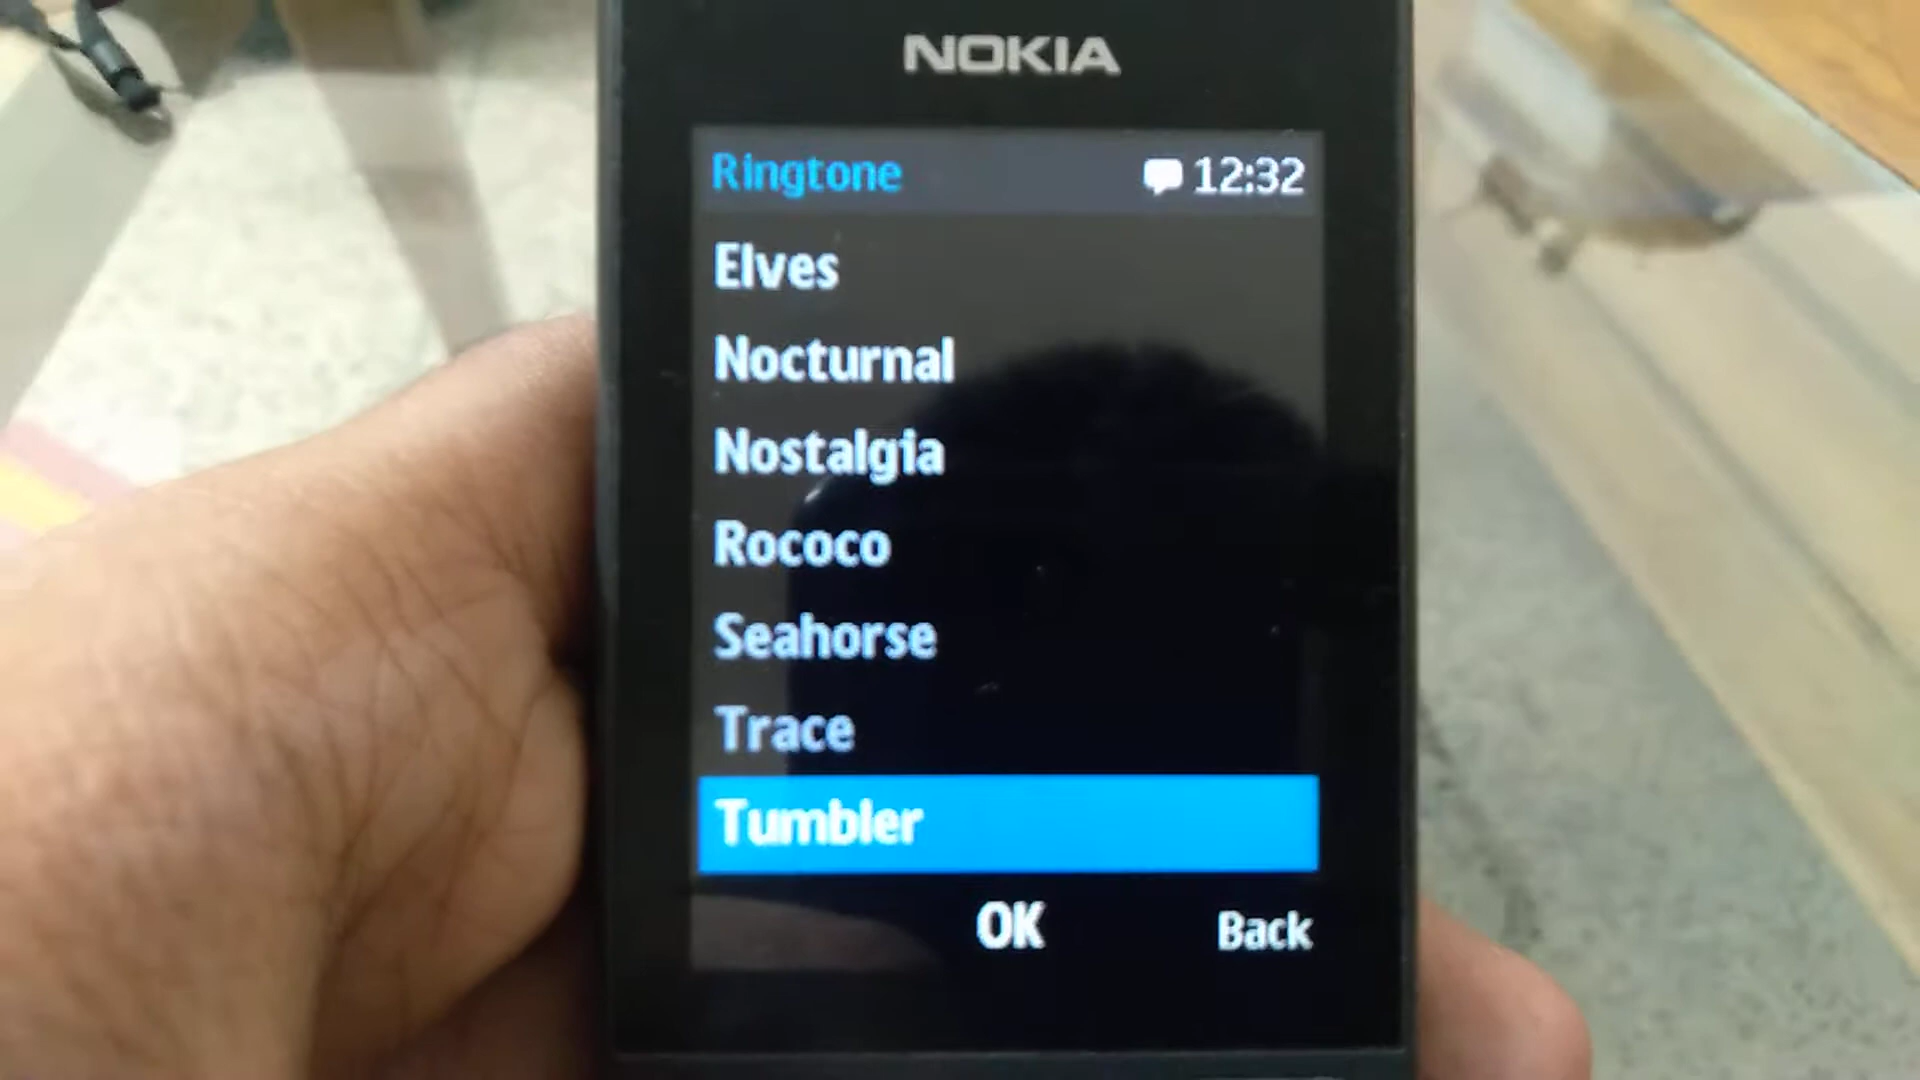 NOKIA
Ringtone 12:32
Elves
Nocturnal
Nostalgia
Rococo
Seahorse
Trace
Tumbler
OK Back